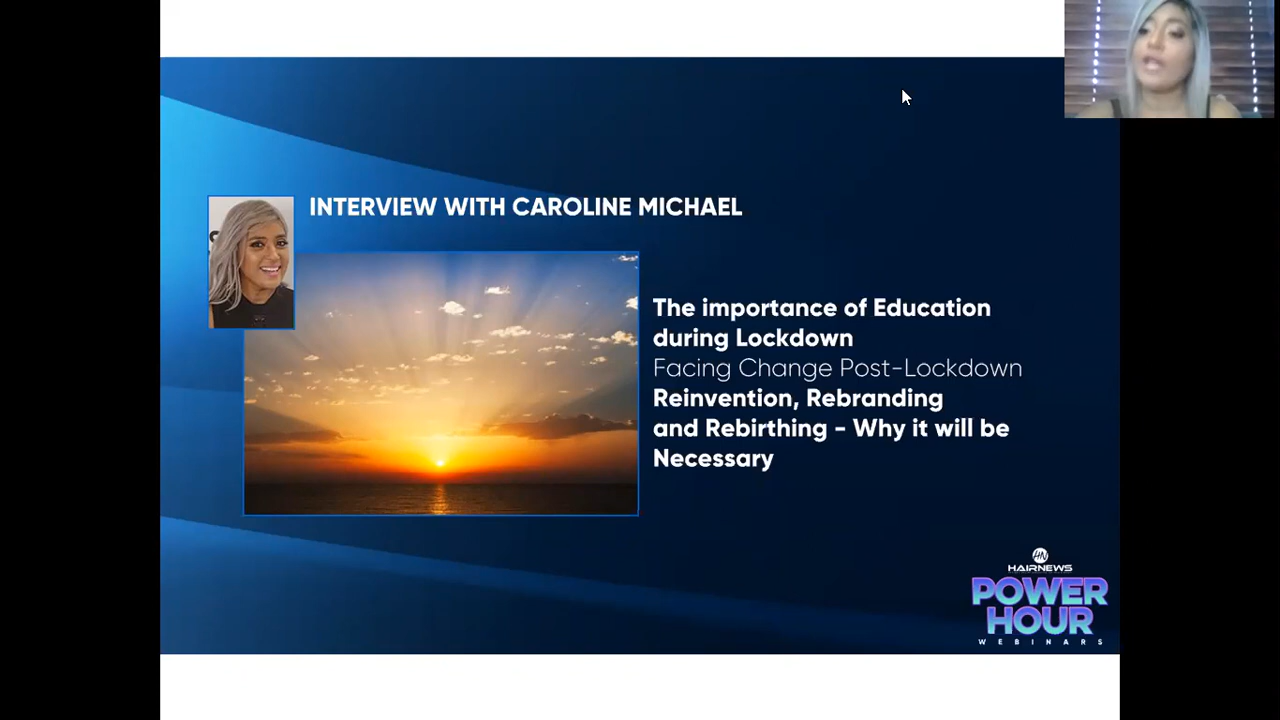 INTERVIEW WITH CAROLINE MICHAEL
The importance of Education
during Lockdown
Facing Change Post-Lockdown
Reinvention, Rebranding
and Rebirthing - Why it will be
Necessary
HN
HAIRNEWS
POWER
HOUR
WEBINARS